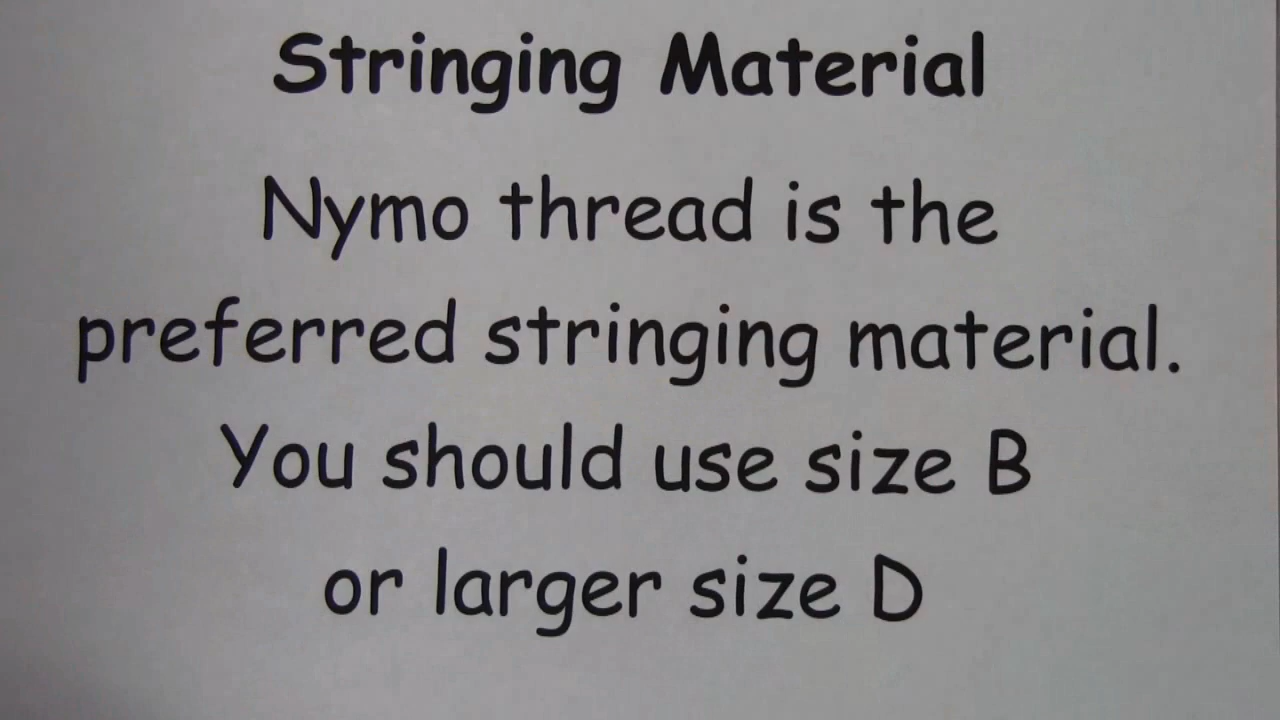 Stringing Material
Nymo thread is the
preferred stringing material.
You should use size B
or larger size D